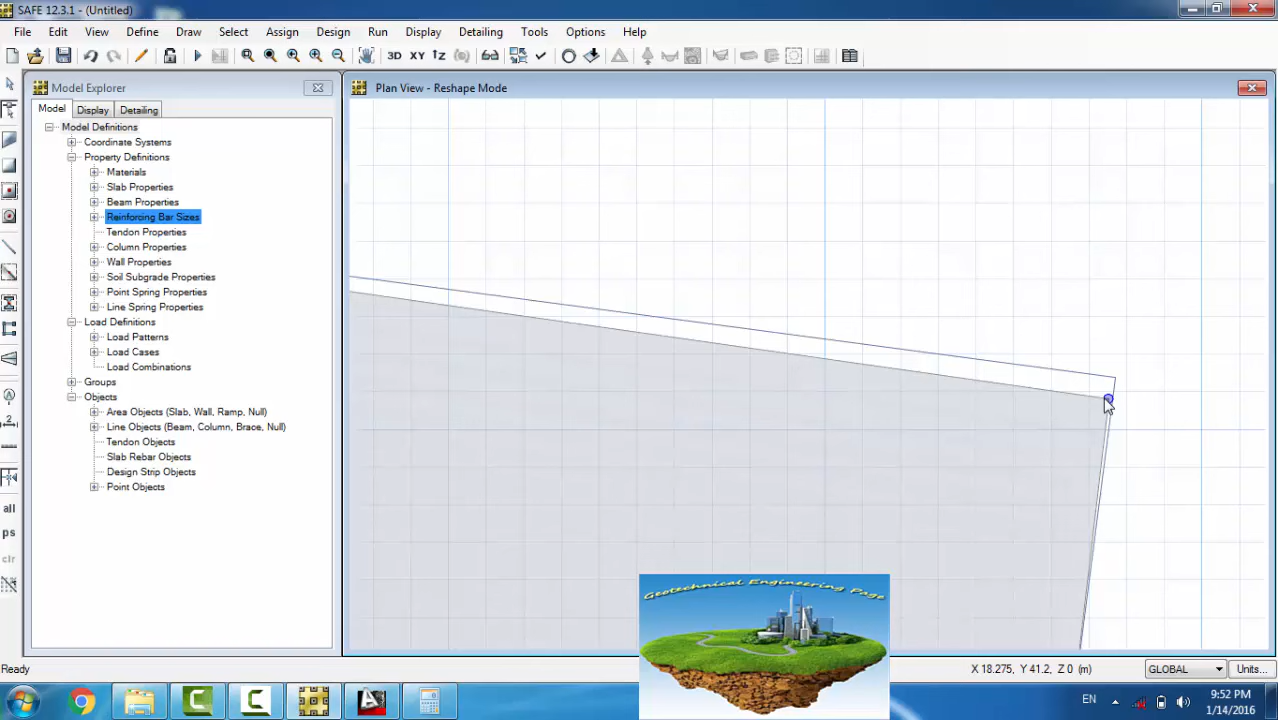 SAFE 12.3.1 - (Untitled)
File Edit View Define Draw Select Assign Design Run Display Detailing Tools Options Help
3D XY
Model Explorer
Model Display Detailing
Model Definitions
Coordinate Systems
Property Definitions
Materials
Slab Properties
Beam Properties
Reinforcing Bar Sizes
Tendon Properties
Column Properties
Wall Properties
Soil Subgrade Properties
Point Spring Properties
Line Spring Properties
Load Definitions
Load Patterns
Load Cases
Load Combinations
Groups
Objects
Area Objects (Slab, Wall, Ramp, Null)
Line Objects (Beam, Column, Brace, Null)
Tendon Objects
Slab Rebar Objects
Design Strip Objects
Point Objects
all
ps
clr
Plan View - Reshape Mode
Geotechnical Engineering Page
Ready
X 18.275, Y 41.2, Z 0 (m)
GLOBAL
Units...
EN
9:52 PM
1/14/2016